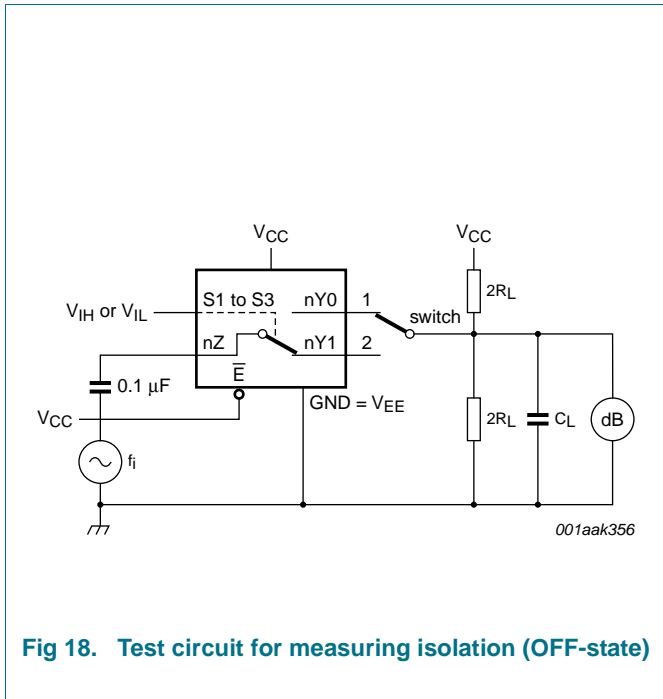 VCC
VCC
S1 to S3
nY0
1
2RL
VIH or VIL
switch
nZ
nY1
2
E
0.1 μF
GND = VEE
2RL
CL
dB
VCC
fi
001aak356
Fig 18. Test circuit for measuring isolation (OFF-state)